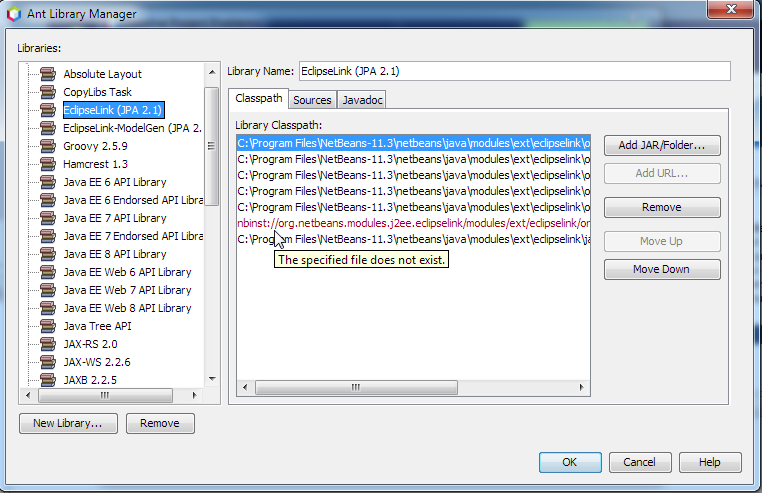 Ant Library Manager
Libraries:
Absolute Layout
CopyLibs Task
EclipseLink (JPA 2.1)
EclipseLink-ModelGen (JPA 2.
Groovy 2.5.9
Hamcrest 1.3
Java EE 6 API Library
Java EE 6 Endorsed API Library
Java EE 7 API Library
Java EE 7 Endorsed API Library
Java EE 8 API Library
Java EE Web 6 API Library
Java EE Web 7 API Library
Java EE Web 8 API Library
Java Tree API
JAX-RS 2.0
JAX-WS 2.2.6
JAXB 2.2.5
New Library...
Remove
Library Name: EclipseLink (JPA 2.1)
Classpath Sources Javadoc
Library Classpath:
C:\Program Files\NetBeans-11.3\netbeans\java\modules\ext\eclipselink\o
C:\Program Files\NetBeans-11.3\netbeans\java\modules\ext\eclipselink\o
C:\Program Files\NetBeans-11.3\netbeans\java\modules\ext\eclipselink\o
C:\Program Files\NetBeans-11.3\netbeans\java\modules\ext\eclipselink\o
C:\Program Files\NetBeans-11.3\netbeans\java\modules\ext\eclipselink\o
nbinst://org.netbeans.modules.j2ee.eclipselink/modules/ext/eclipselink/or
C:\Program Files\NetBeans-11.3\netbeans\java\modules\ext\eclipselink\ja
The specified file does not exist.
Add JAR/Folder...
Add URL...
Remove
Move Up
Move Down
OK
Cancel
Help